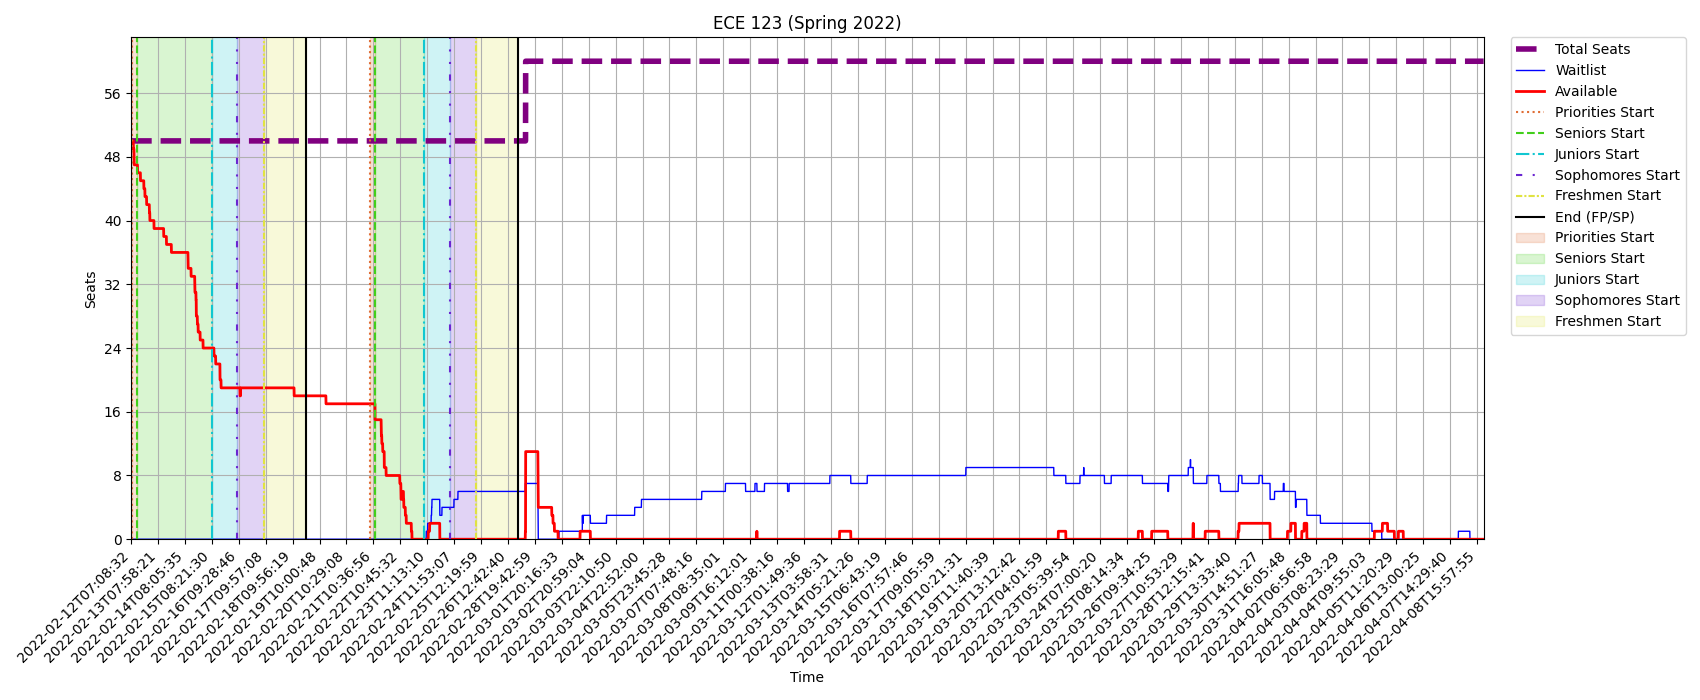 ECE 123 (Spring 2022)
Seats
56
48
40
32
24
16
8
0
2022-02-12T7:08:32
2022-02-13T7:58:21
2022-02-14T8:05:35
2022-02-15T8:21:30
2022-02-16T9:28:46
2022-02-17T9:57:08
2022-02-18T9:56:19
2022-02-19T10:00:48
2022-02-20T10:29:08
2022-02-21T10:36:56
2022-02-22T10:45:32
2022-02-23T11:13:10
2022-02-24T11:53:07
2022-02-25T12:19:59
2022-02-26T12:42:40
2022-02-28T19:42:59
2022-03-01T20:16:33
2022-03-02T20:59:04
2022-03-03T22:10:50
2022-03-04T22:52:00
2022-03-05T23:45:28
2022-03-07T07:48:16
2022-03-08T08:35:01
2022-03-09T16:12:01
2022-03-11T00:38:16
2022-03-12T01:49:36
2022-03-13T03:58:31
2022-03-14T05:21:26
2022-03-15T06:43:19
2022-03-16T7:57:46
2022-03-17T09:05:59
2022-03-18T10:21:31
2022-03-19T11:40:39
2022-03-20T13:12:42
2022-03-22T04:01:59
2022-03-23T05:39:54
2022-03-24T07:00:20
2022-03-25T08:14:34
2022-03-26T09:34:25
2022-03-27T10:53:29
2022-03-28T12:15:41
2022-03-29T13:33:40
2022-03-30T14:51:27
2022-03-31T16:05:48
2022-04-02T06:56:58
2022-04-03T08:23:29
2022-04-04T09:55:03
2022-04-05T11:20:29
2022-04-06T13:00:25
2022-04-07T14:29:40
2022-04-08T15:57:55
Time
Total Seats
Waitlist
Available
Priorities Start
Seniors Start
Juniors Start
Sophomores Start
Freshmen Start
End (FP/SP)
Priorities Start
Seniors Start
Juniors Start
Sophomores Start
Freshmen Start